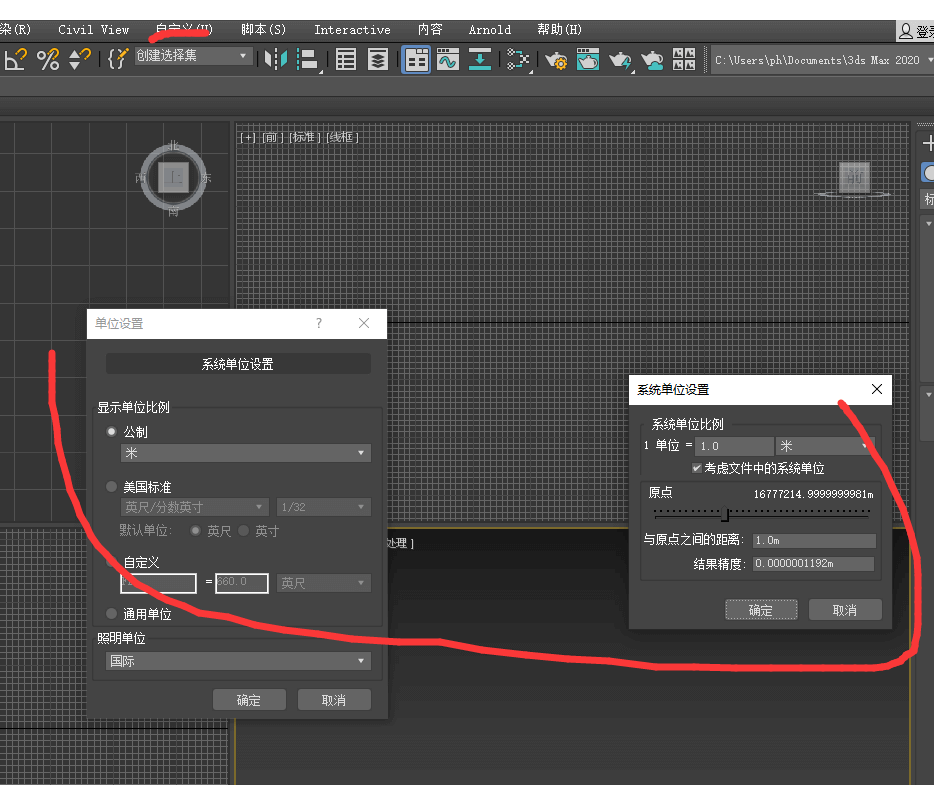 染(R) Civil View 自定义(U) 脚本(S) Interactive 内容 Arnold 帮助(H) 登录
创建选择集 C:\Users\ph\Documents\3ds Max 2020
[+] [前] [标准] [线框]
北
西 上 东
南
前
标
单位设置 ?
系统单位设置
显示单位比例
公制
米
美国标准
英尺/分数英寸 1/32
默认单位: 英尺 英寸
自定义
= 660.0 英尺
通用单位
照明单位
国际
确定 取消
系统单位设置
系统单位比例
1 单位 = 1.0 米
考虑文件中的系统单位
原点 16777214.9999999981m
与原点之间的距离: 1.0m
结果精度: 0.0000001192m
确定 取消
处理 ]